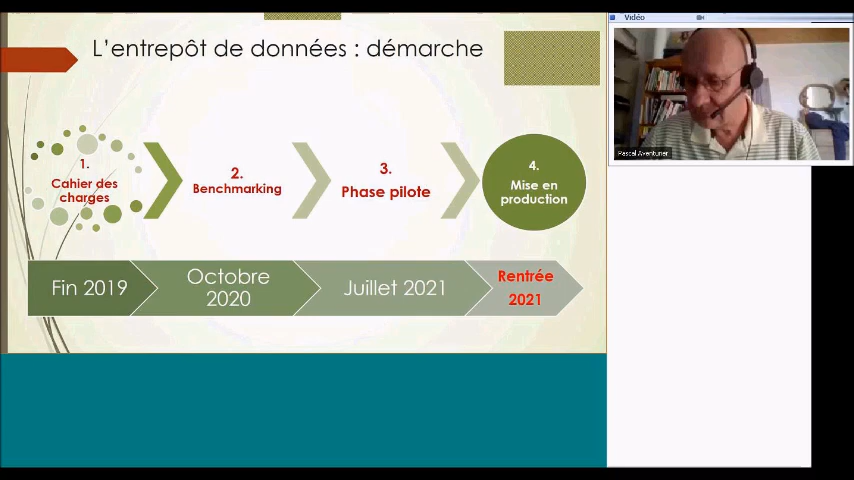 Vidéo
L'entrepôt de données : démarche
Pascal Aventurier
1.
Cahier des
charges
2.
Benchmarking
3.
Phase pilote
4.
Mise en
production
Fin 2019
Octobre
2020
Juillet 2021
Rentrée
2021